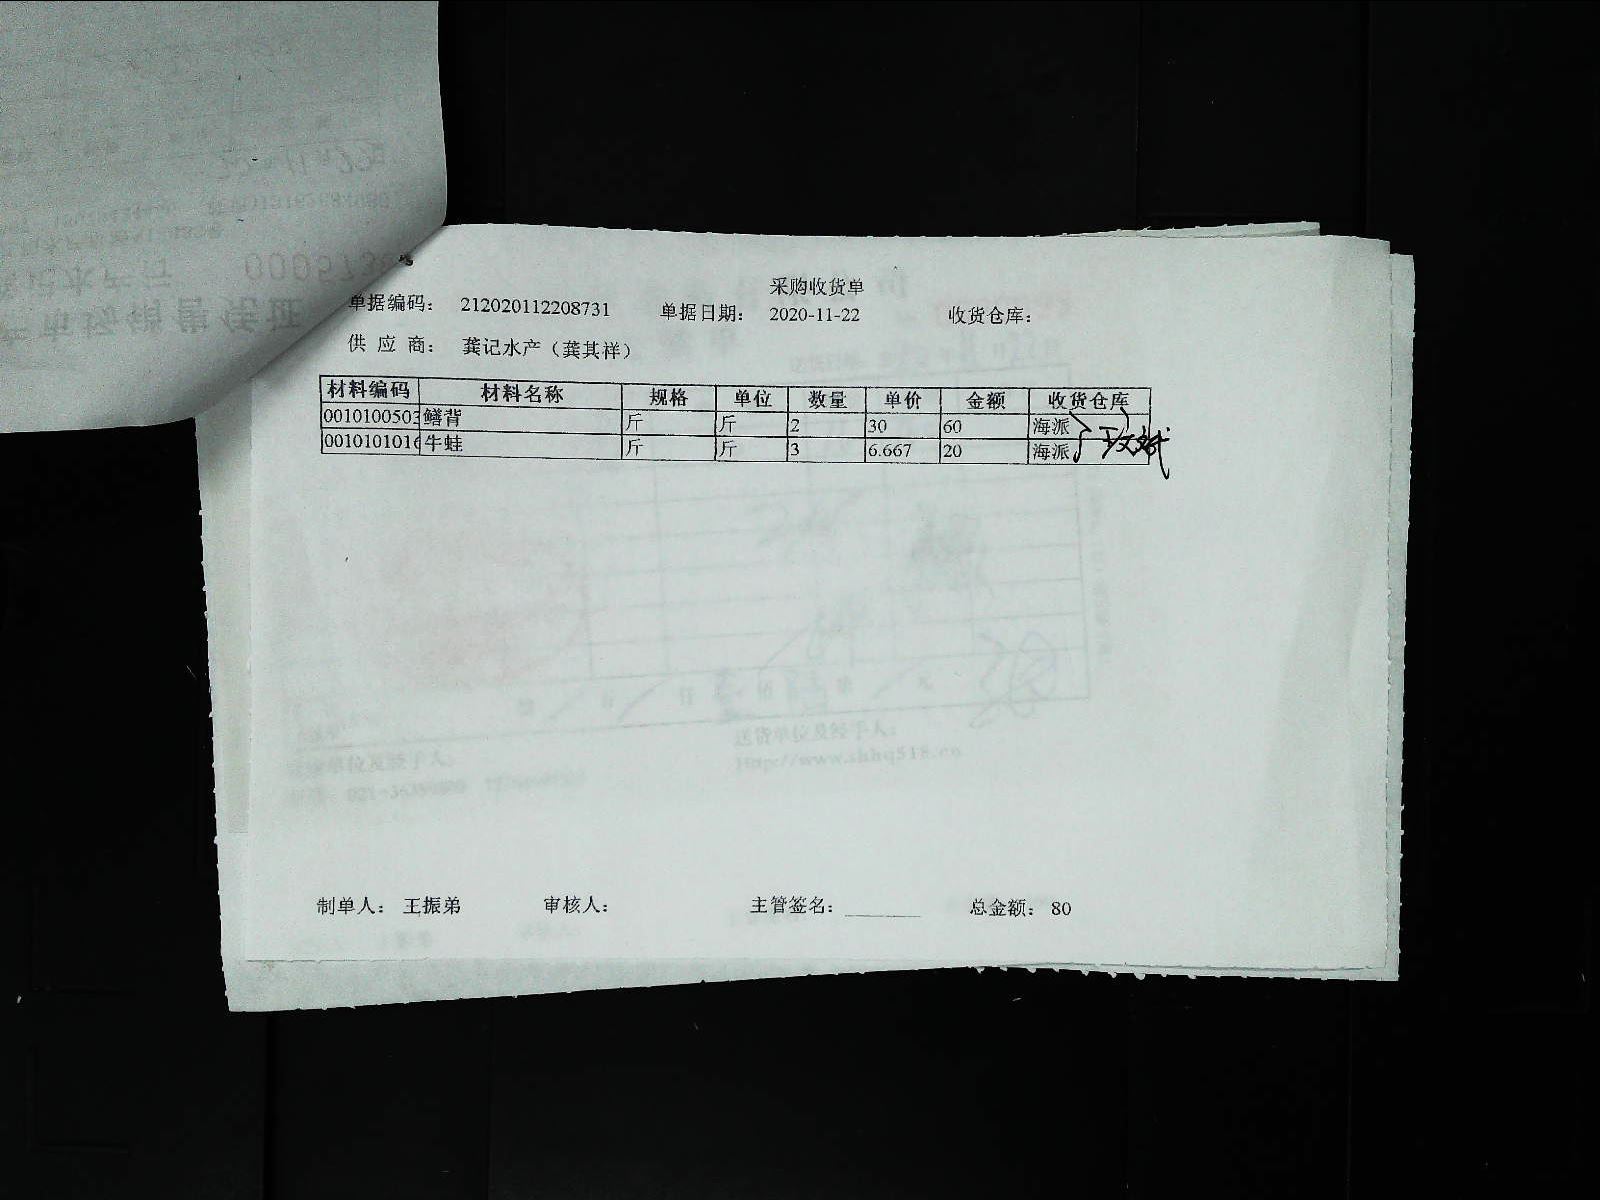 采购收货单
单据编码： 212020112208731 单据日期： 2020-11-22 收货仓库：
供 应 商： 龚记水产（龚其祥）
材料编码 材料名称 规格 单位 数量 单价 金额 收货仓库
0010100503 鳝背 斤 斤 2 30 60 海派
0010101016 牛蛙 斤 斤 3 6.667 20 海派
制单人： 王振弟 审核人： 主管签名： 总金额： 80